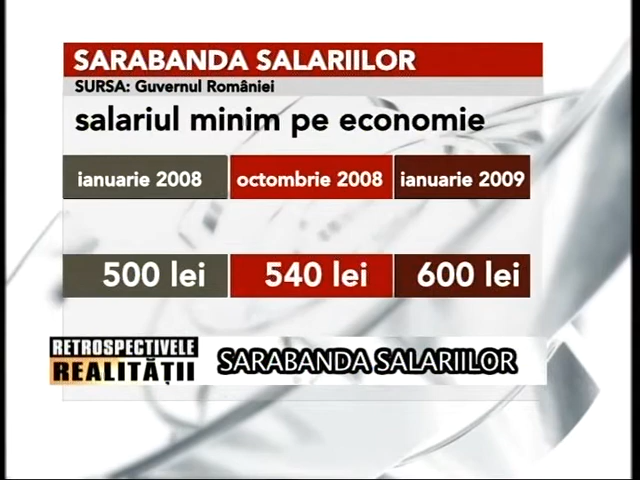 SARABANDA SALARIILOR
SURSA: Guvernul României
salariul minim pe economie
ianuarie 2008 octombrie 2008 ianuarie 2009
500 lei 540 lei 600 lei
RETROSPECTIVELE
REALITĂȚII
SARABANDA SALARIILOR